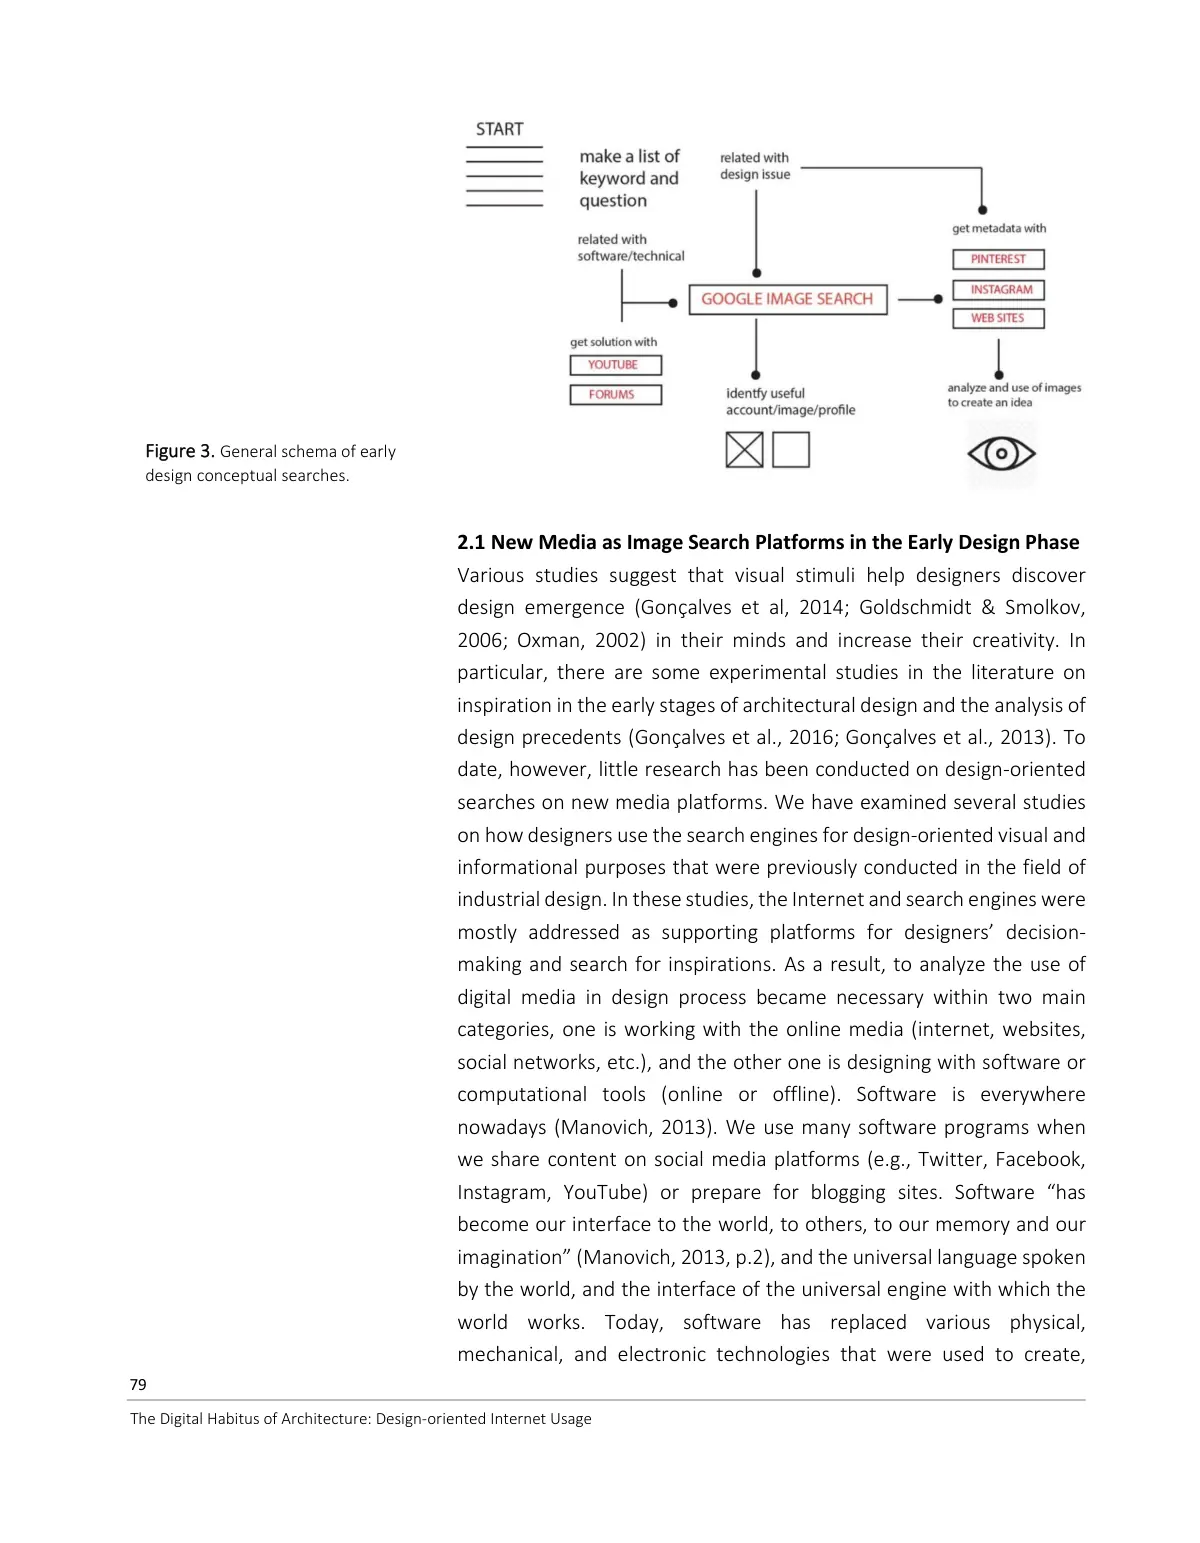 START
make a list of
keyword and
question
related with
design issue
related with
software/technical
get metadata with
PINTEREST
INSTAGRAM
WEB SITES
GOOGLE IMAGE SEARCH
get solution with
YOUTUBE
FORUMS
identfy useful
account/image/profile
analyze and use of images
to create an idea
Figure 3. General schema of early
design conceptual searches.
2.1 New Media as Image Search Platforms in the Early Design Phase
Various studies suggest that visual stimuli help designers discover
design emergence (Gonçalves et al, 2014; Goldschmidt & Smolkov,
2006; Oxman, 2002) in their minds and increase their creativity. In
particular, there are some experimental studies in the literature on
inspiration in the early stages of architectural design and the analysis of
design precedents (Gonçalves et al., 2016; Gonçalves et al., 2013). To
date, however, little research has been conducted on design-oriented
searches on new media platforms. We have examined several studies
on how designers use the search engines for design-oriented visual and
informational purposes that were previously conducted in the field of
industrial design. In these studies, the Internet and search engines were
mostly addressed as supporting platforms for designers’ decision-
making and search for inspirations. As a result, to analyze the use of
digital media in design process became necessary within two main
categories, one is working with the online media (internet, websites,
social networks, etc.), and the other one is designing with software or
computational tools (online or offline). Software is everywhere
nowadays (Manovich, 2013). We use many software programs when
we share content on social media platforms (e.g., Twitter, Facebook,
Instagram, YouTube) or prepare for blogging sites. Software “has
become our interface to the world, to others, to our memory and our
imagination” (Manovich, 2013, p.2), and the universal language spoken
by the world, and the interface of the universal engine with which the
world works. Today, software has replaced various physical,
mechanical, and electronic technologies that were used to create,
79
The Digital Habitus of Architecture: Design-oriented Internet Usage